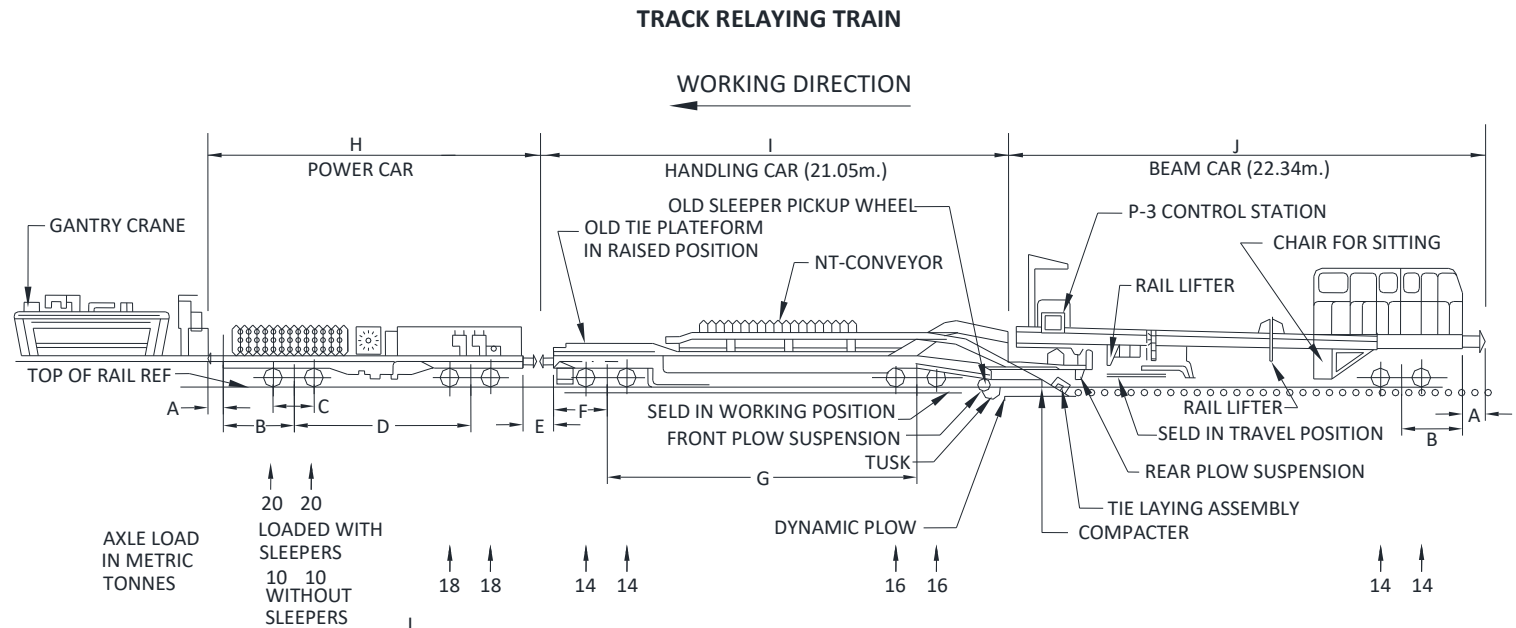 TRACK RELAYING TRAIN
WORKING DIRECTION
H
POWER CAR
I
HANDLING CAR (21.05m.)
J
BEAM CAR (22.34m.)
GANTRY CRANE
OLD TIE PLATEFORM
IN RAISED POSITION
OLD SLEEPER PICKUP WHEEL
NT-CONVEYOR
P-3 CONTROL STATION
CHAIR FOR SITTING
RAIL LIFTER
TOP OF RAIL REF
A
B
C
D
E
F
G
SELD IN WORKING POSITION
FRONT PLOW SUSPENSION
TUSK
DYNAMIC PLOW
RAIL LIFTER
SELD IN TRAVEL POSITION
REAR PLOW SUSPENSION
TIE LAYING ASSEMBLY
COMPACTER
A
B
AXLE LOAD
IN METRIC
TONNES
20 20
LOADED WITH
SLEEPERS
10 10
WITHOUT
SLEEPERS
18 18
14 14
16 16
14 14